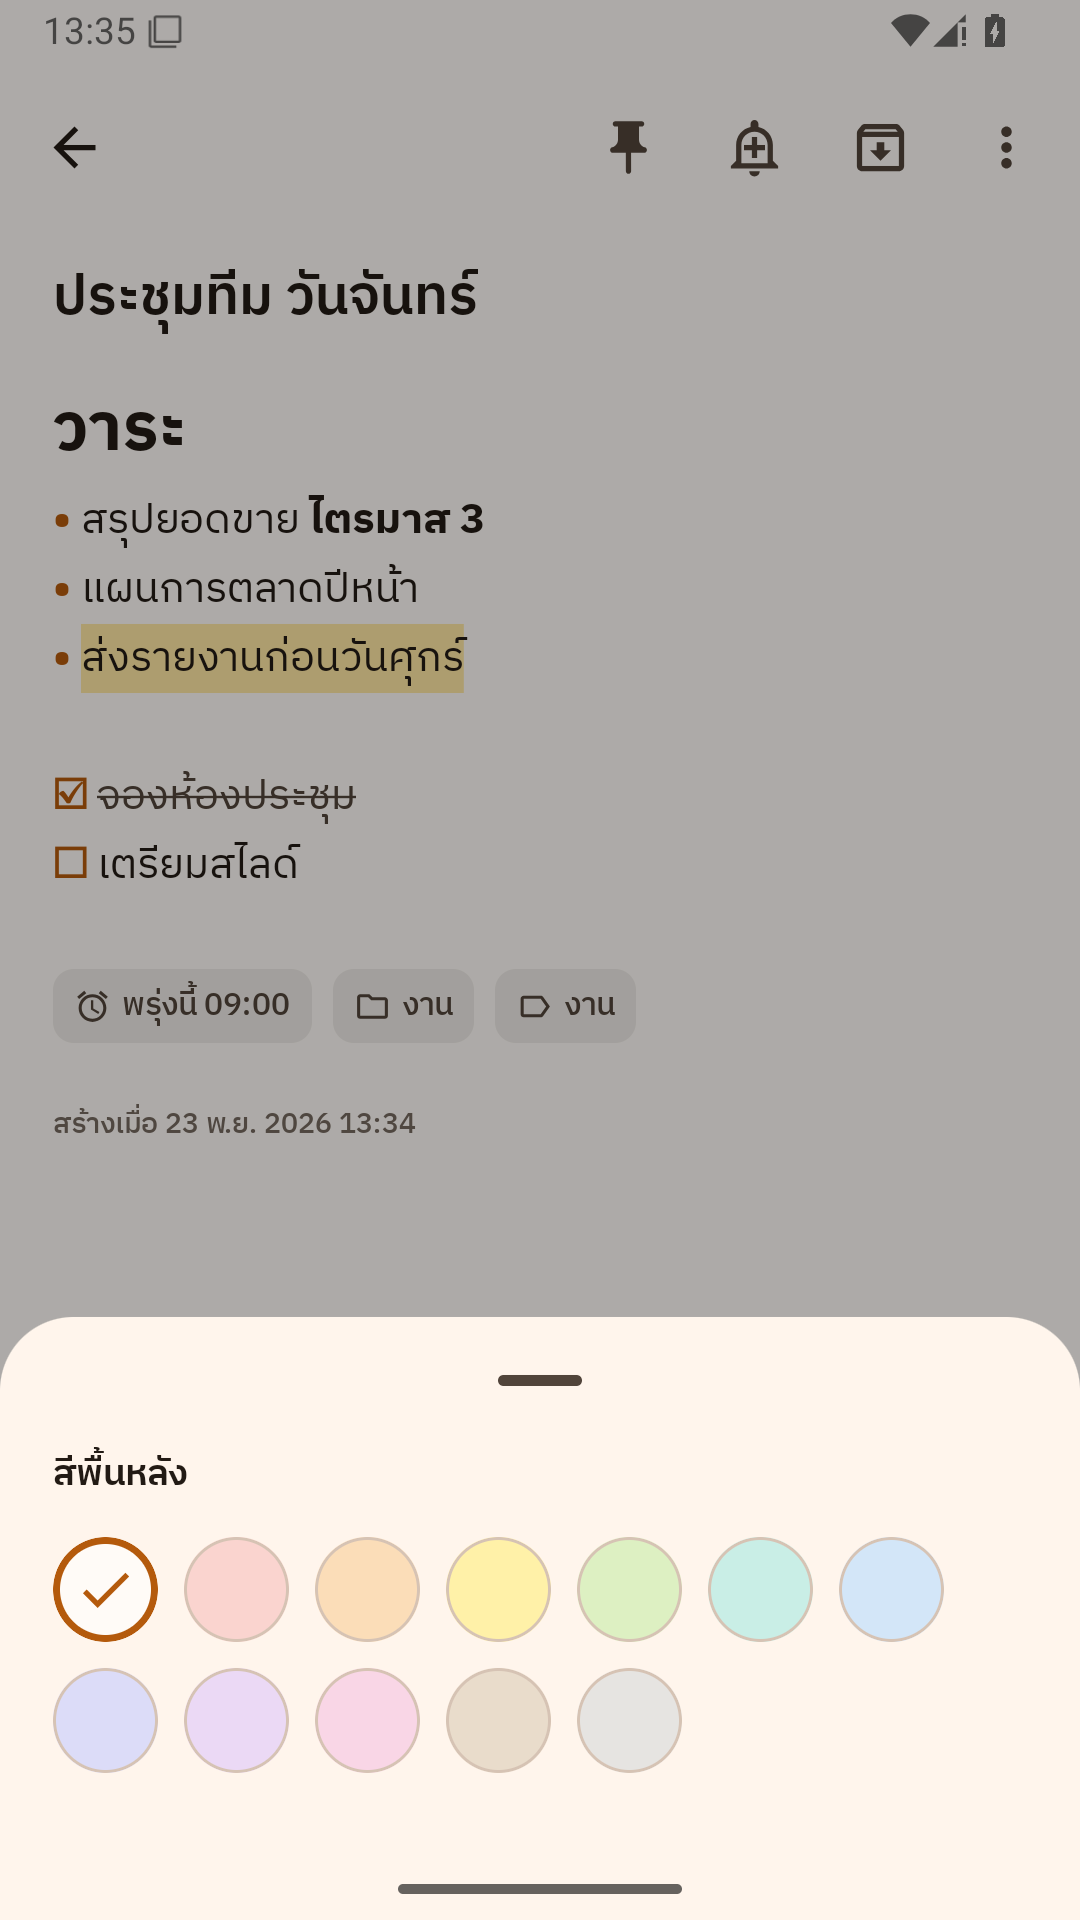 13:35
ประชุมทีม วันจันทร์
วาระ
• สรุปยอดขาย ไตรมาส 3
• แผนการตลาดปีหน้า
• ส่งรายงานก่อนวันศุกร์
☑ จองห้องประชุม
☐ เตรียมสไลด์
พรุ่งนี้ 09:00 งาน งาน
สร้างเมื่อ 23 พ.ย. 2026 13:34
สีพื้นหลัง